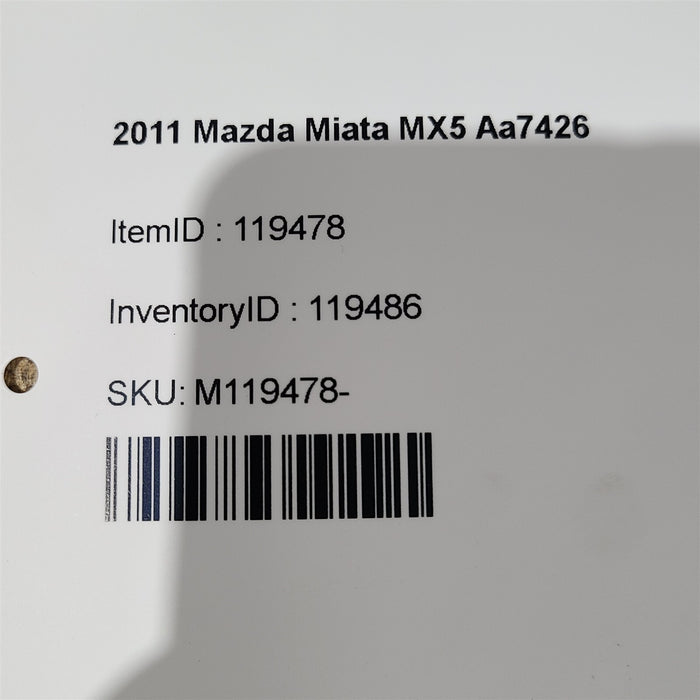 2011 Mazda Miata MX5 Aa7426
ItemID : 119478
InventoryID : 119486
SKU: M119478-